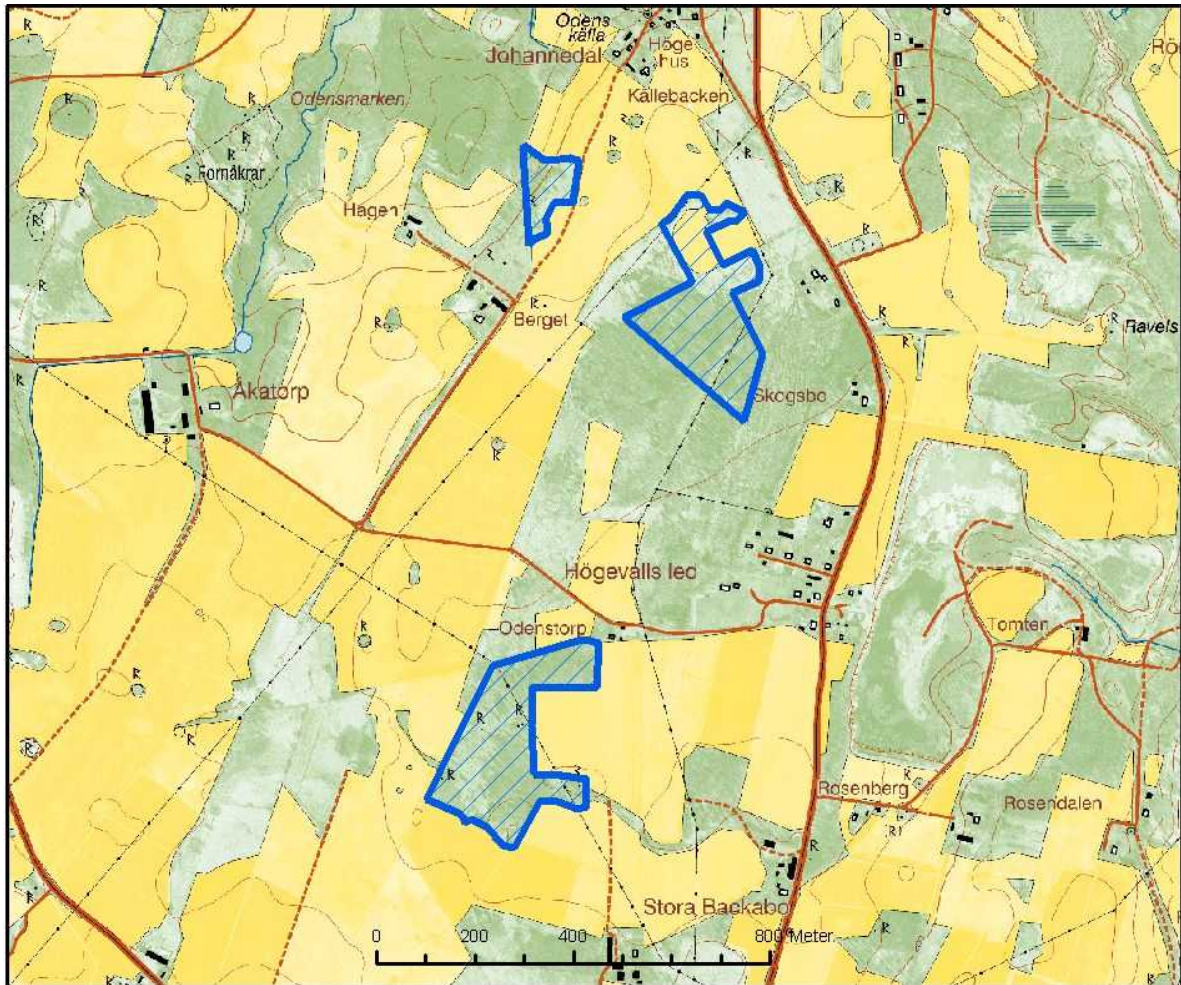 Odens
källa
Johannedal
Höge
hus
Källebacken
Odensmarken
Fornåkrar
Hagen
Berget
Ravels
Åkatorp
Skogsbo
Högevalls led
Odenstorp
Tomten
Rosenberg
Rosendalen
Stora Backabo
0 200 400 800 Meter
R